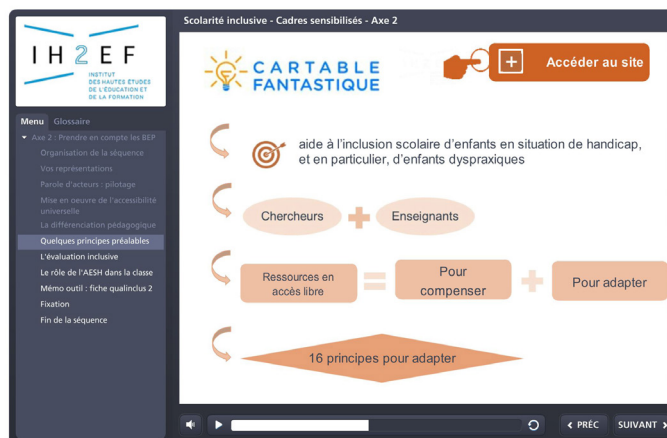 Scolarité inclusive - Cadres sensibilisés - Axe 2
IH2EF
INSTITUT
DES HAUTES ÉTUDES
DE L'ÉDUCATION ET
DE LA FORMATION
Menu Glossaire
Axe 2 : Prendre en compte les BEP
Organisation de la séquence
Vos représentations
Parole d'acteurs : pilotage
Mise en oeuvre de l'accessibilité
universelle
La différenciation pédagogique
Quelques principes préalables
L'évaluation inclusive
Le rôle de l'AESH dans la classe
Mémo outil : fiche qualinclus 2
Fixation
Fin de la séquence
CARTABLE
FANTASTIQUE
Accéder au site
aide à l'inclusion scolaire d'enfants en situation de handicap,
et en particulier, d'enfants dyspraxiques
Chercheurs + Enseignants
Ressources en
accès libre
=
Pour
compenser
+
Pour adapter
16 principes pour adapter
PRÉC SUIVANT